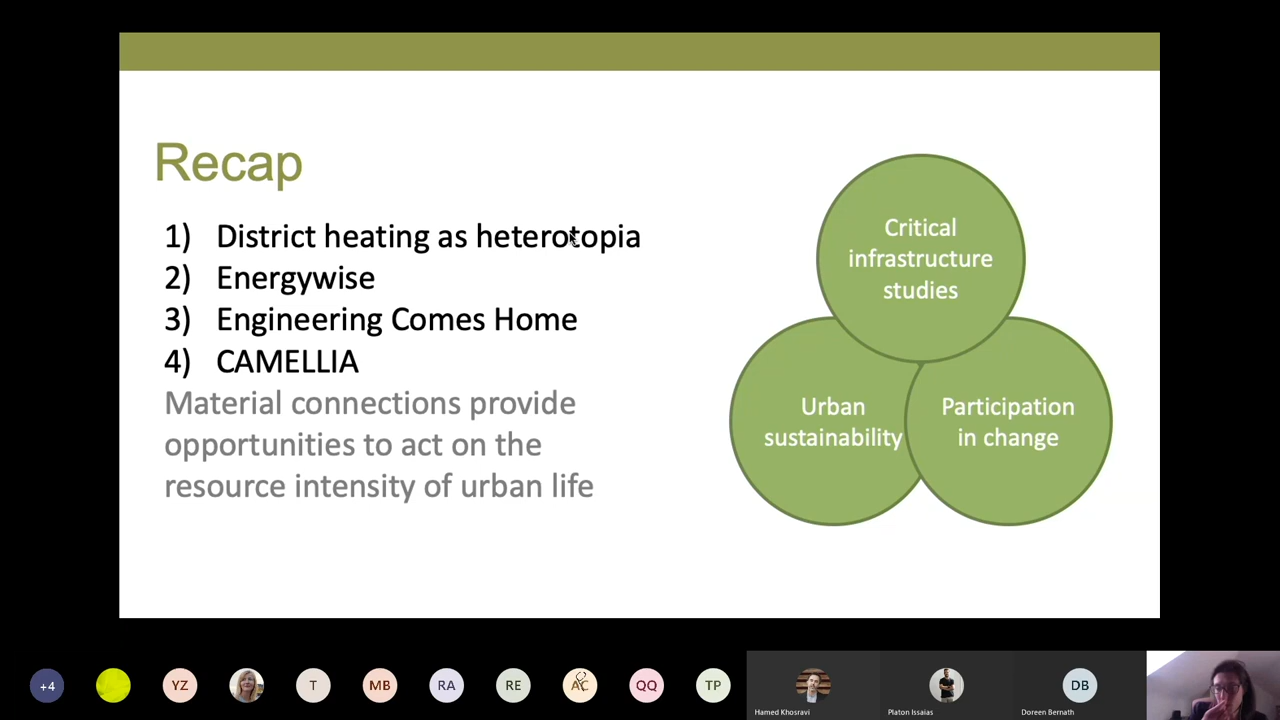 Recap
1) District heating as heterotopia
2) Energywise
3) Engineering Comes Home
4) CAMELLIA
Material connections provide
opportunities to act on the
resource intensity of urban life
Critical
infrastructure
studies
Urban
sustainability
Participation
in change
+4
YZ
T
MB
RA
RE
AC
QQ
TP
Hamed Khosravi
Platon Issaias
DB
Doreen Bernath